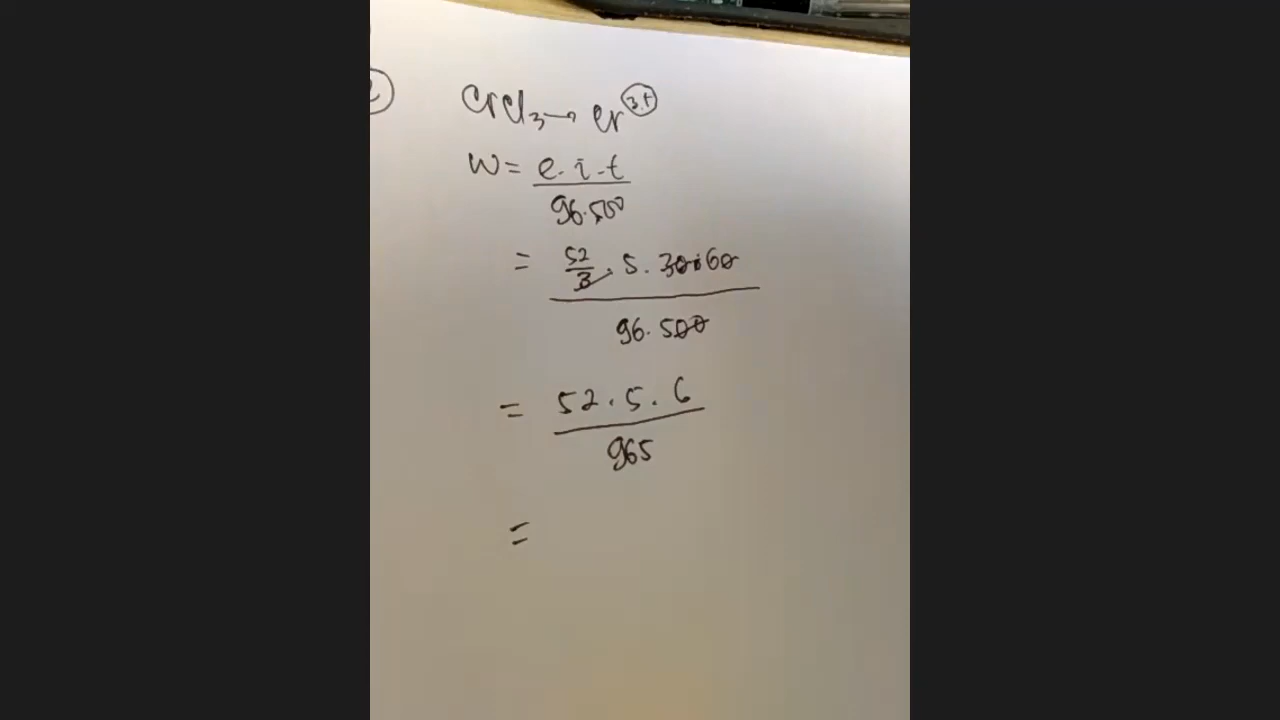 CrCl₃ → Cr³⁺
W = e.i.t / 96.500
= 52/3 . 5 . 30.60 / 96.500
= 52 . 5 . 6 / 965
=